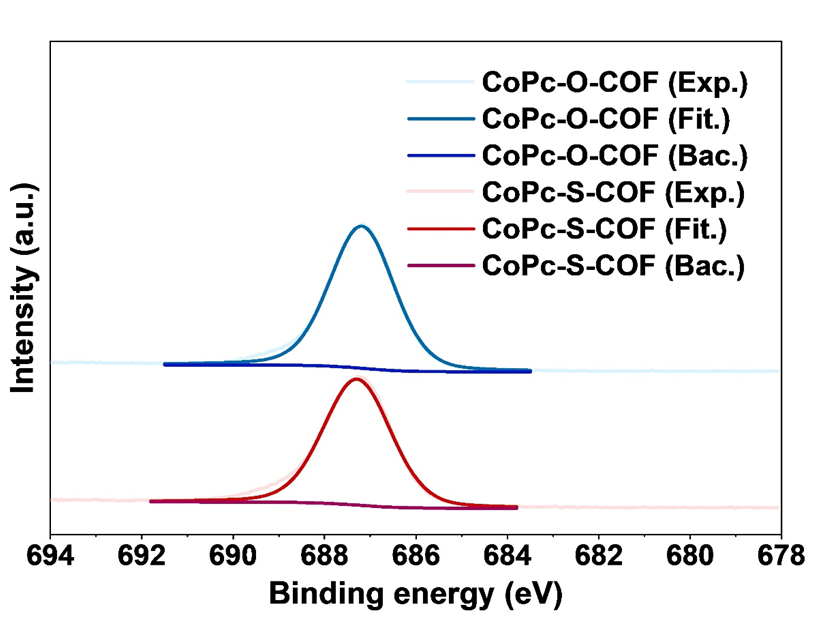 CoPc-O-COF (Exp.)
CoPc-O-COF (Fit.)
CoPc-O-COF (Bac.)
CoPc-S-COF (Exp.)
CoPc-S-COF (Fit.)
CoPc-S-COF (Bac.)
Intensity (a.u.)
694 692 690 688 686 684 682 680 678
Binding energy (eV)